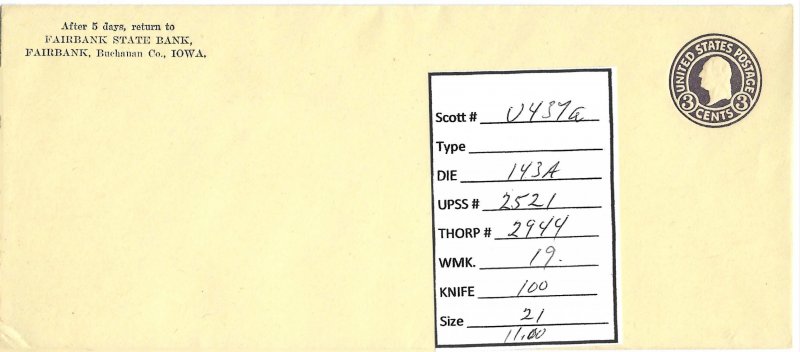 After 5 days, return to
FAIRBANK STATE BANK,
FAIRBANK, Buchanan Co., IOWA.
UNITED STATES POSTAGE
3 CENTS 3
Scott # U437a
Type
DIE 143A
UPSS # 2521
THORP # 2944
WMK. 19.
KNIFE 100
Size 21
11.00